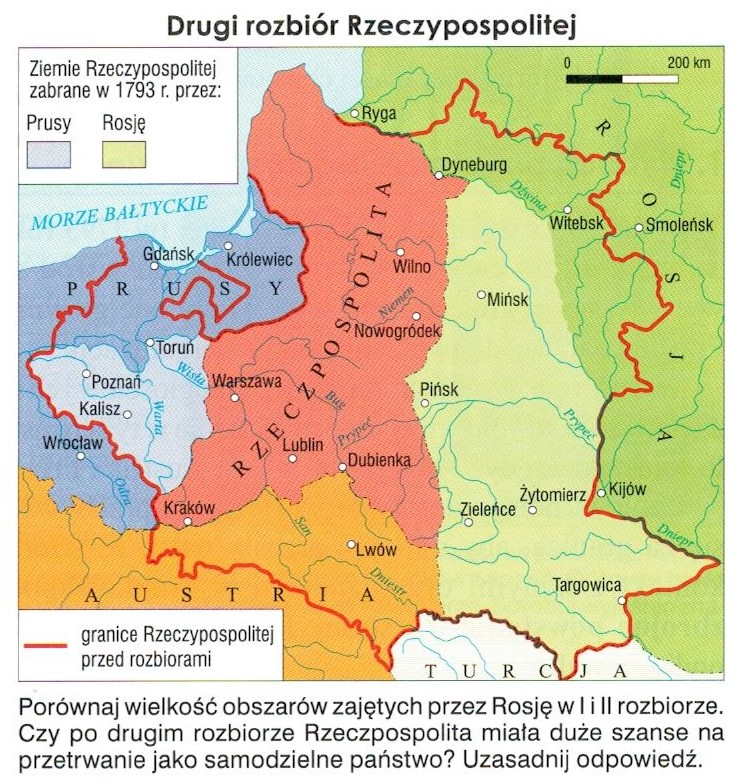 Drugi rozbiór Rzeczypospolitej
Ziemie Rzeczypospolitej
zabrane w 1793 r. przez:
Prusy Rosję
0 200 km
Ryga
R O S J A
Dyneburg
Dźwina
Dniepr
MORZE BAŁTYCKIE
Witebsk
Smoleńsk
Gdańsk
Królewiec
Wilno
P R U S Y
Niemen
Mińsk
Nowogródek
RZECZPOSPOLITA
Toruń
Wisła
Poznań
Warszawa
Pińsk
Kalisz
Bug
Warta
Prypeć
Prypeć
Wrocław
Lublin
Dubienka
Odra
Kraków
Żytomierz
Kijów
Zieleńce
San
Dniepr
Lwów
Dniestr
A U S T R I A
Targowica
granice Rzeczypospolitej
przed rozbiorami
T U R C J A
Porównaj wielkość obszarów zajętych przez Rosję w I i II rozbiorze.
Czy po drugim rozbiorze Rzeczpospolita miała duże szanse na
przetrwanie jako samodzielne państwo? Uzasadnij odpowiedź.